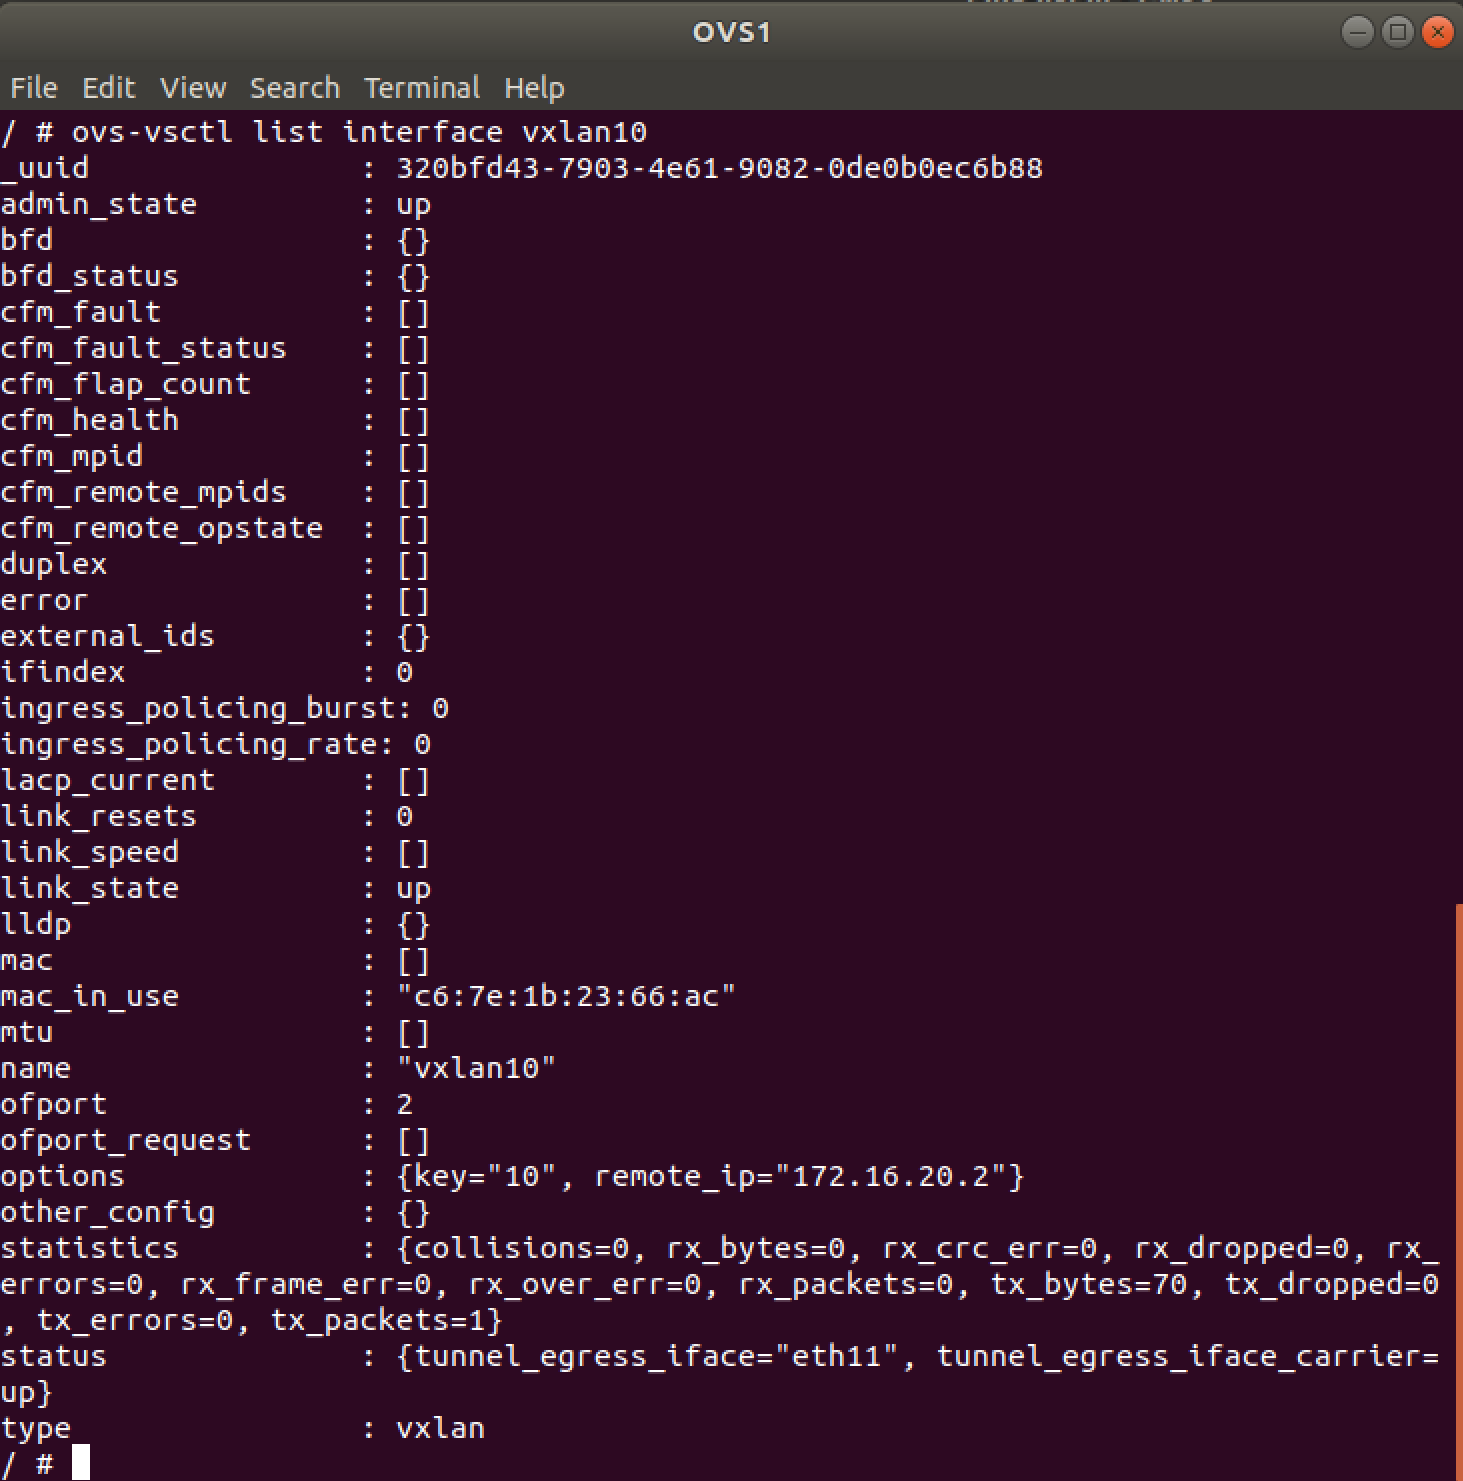 OVS1
File Edit View Search Terminal Help
/ # ovs-vsctl list interface vxlan10
_uuid               : 320bfd43-7903-4e61-9082-0de0b0ec6b88
admin_state         : up
bfd                 : {}
bfd_status          : {}
cfm_fault           : []
cfm_fault_status    : []
cfm_flap_count      : []
cfm_health          : []
cfm_mpid            : []
cfm_remote_mpids    : []
cfm_remote_opstate  : []
duplex              : []
error               : []
external_ids        : {}
ifindex             : 0
ingress_policing_burst: 0
ingress_policing_rate: 0
lacp_current        : []
link_resets         : 0
link_speed          : []
link_state          : up
lldp                : {}
mac                 : []
mac_in_use          : "c6:7e:1b:23:66:ac"
mtu                 : []
name                : "vxlan10"
ofport              : 2
ofport_request      : []
options             : {key="10", remote_ip="172.16.20.2"}
other_config        : {}
statistics          : {collisions=0, rx_bytes=0, rx_crc_err=0, rx_dropped=0, rx_
errors=0, rx_frame_err=0, rx_over_err=0, rx_packets=0, tx_bytes=70, tx_dropped=0
, tx_errors=0, tx_packets=1}
status              : {tunnel_egress_iface="eth11", tunnel_egress_iface_carrier=
up}
type                : vxlan
/ #